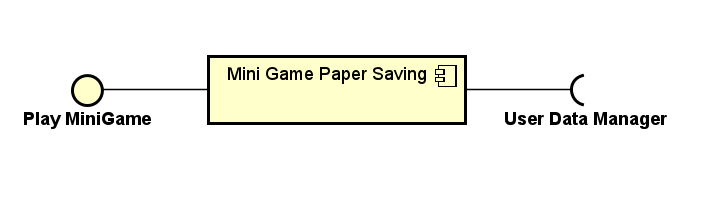 Mini Game Paper Saving
Play MiniGame
User Data Manager